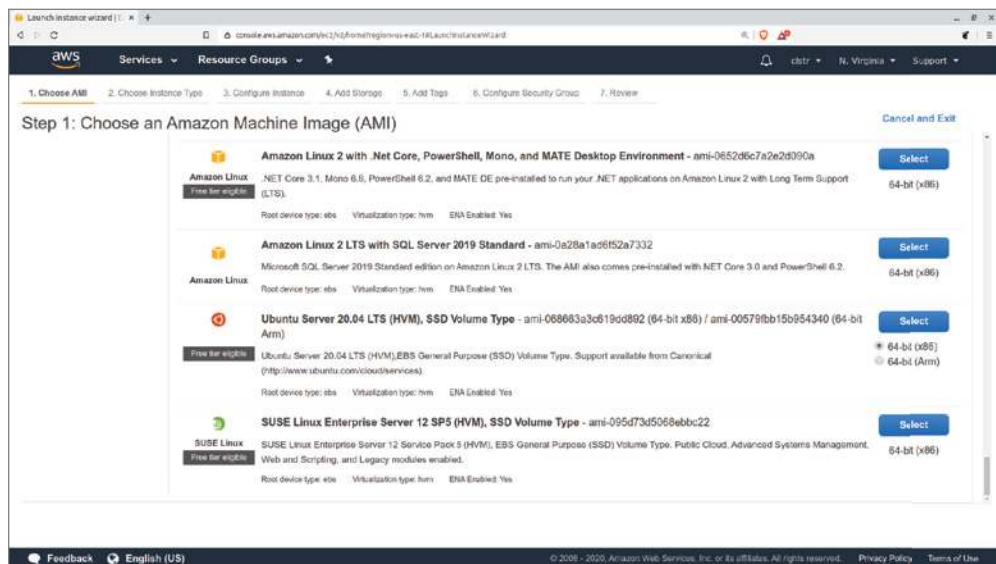 Launch instance wizard | E
console.aws.amazon.com/ec2/v2/home?region=us-east-1#LaunchInstanceWizard:
aws Services Resource Groups clstr N. Virginia Support
1. Choose AMI 2. Choose Instance Type 3. Configure Instance 4. Add Storage 5. Add Tags 6. Configure Security Group 7. Review
Step 1: Choose an Amazon Machine Image (AMI)
Cancel and Exit
Amazon Linux 2 with .Net Core, PowerShell, Mono, and MATE Desktop Environment - ami-0652d6c7a2e2d090a
Select
Amazon Linux
Free tier eligible
.NET Core 3.1, Mono 6.8, PowerShell 6.2, and MATE DE pre-installed to run your .NET applications on Amazon Linux 2 with Long Term Support
(LTS).
64-bit (x86)
Root device type: ebs Virtualization type: hvm ENA Enabled: Yes
Amazon Linux 2 LTS with SQL Server 2019 Standard - ami-0a28a1ad6f52a7332
Select
Amazon Linux
Microsoft SQL Server 2019 Standard edition on Amazon Linux 2 LTS. The AMI also comes pre-installed with .NET Core 3.0 and PowerShell 6.2.
64-bit (x86)
Root device type: ebs Virtualization type: hvm ENA Enabled: Yes
Ubuntu Server 20.04 LTS (HVM), SSD Volume Type - ami-068663a3c619dd892 (64-bit x86) / ami-00579fbb15b954340 (64-bit
Arm)
Select
Free tier eligible
Ubuntu Server 20.04 LTS (HVM),EBS General Purpose (SSD) Volume Type. Support available from Canonical
(http://www.ubuntu.com/cloud/services).
64-bit (x86)
64-bit (Arm)
Root device type: ebs Virtualization type: hvm ENA Enabled: Yes
SUSE Linux Enterprise Server 12 SP5 (HVM), SSD Volume Type - ami-095d73d5068ebbc22
Select
SUSE Linux
Free tier eligible
SUSE Linux Enterprise Server 12 Service Pack 5 (HVM), EBS General Purpose (SSD) Volume Type. Public Cloud, Advanced Systems Management,
Web and Scripting, and Legacy modules enabled.
64-bit (x86)
Root device type: ebs Virtualization type: hvm ENA Enabled: Yes
Feedback English (US) © 2008 - 2020, Amazon Web Services, Inc. or its affiliates. All rights reserved. Privacy Policy Terms of Use